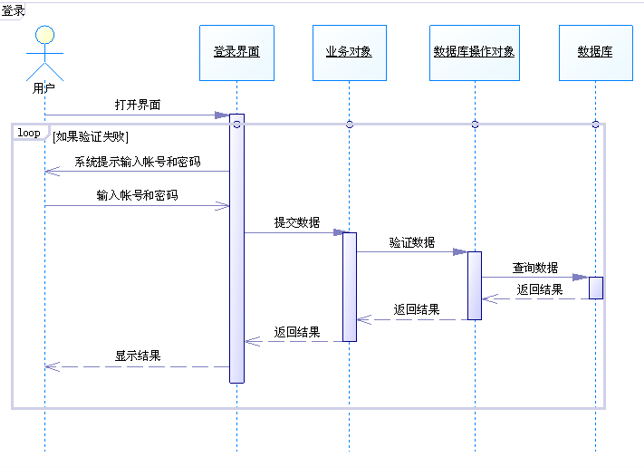 登录
登录界面
业务对象
数据库操作对象
数据库
用户
打开界面
loop
[如果验证失败]
系统提示输入帐号和密码
输入帐号和密码
提交数据
验证数据
查询数据
返回结果
返回结果
返回结果
显示结果